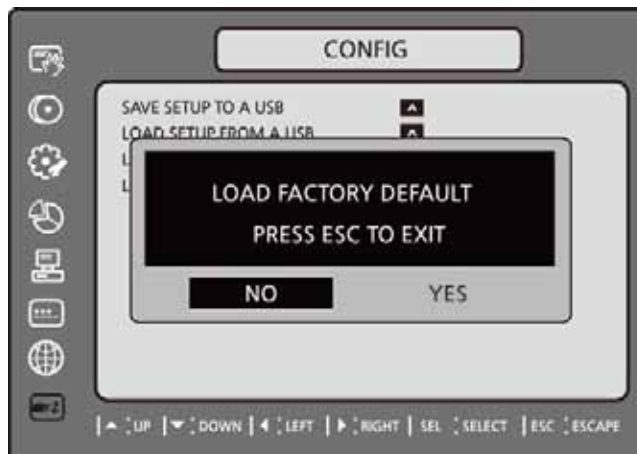 CONFIG
SAVE SETUP TO A USB
LOAD SETUP FROM A USB
L
L
LOAD FACTORY DEFAULT
PRESS ESC TO EXIT
NO YES
UP DOWN LEFT RIGHT SEL SELECT ESC ESCAPE